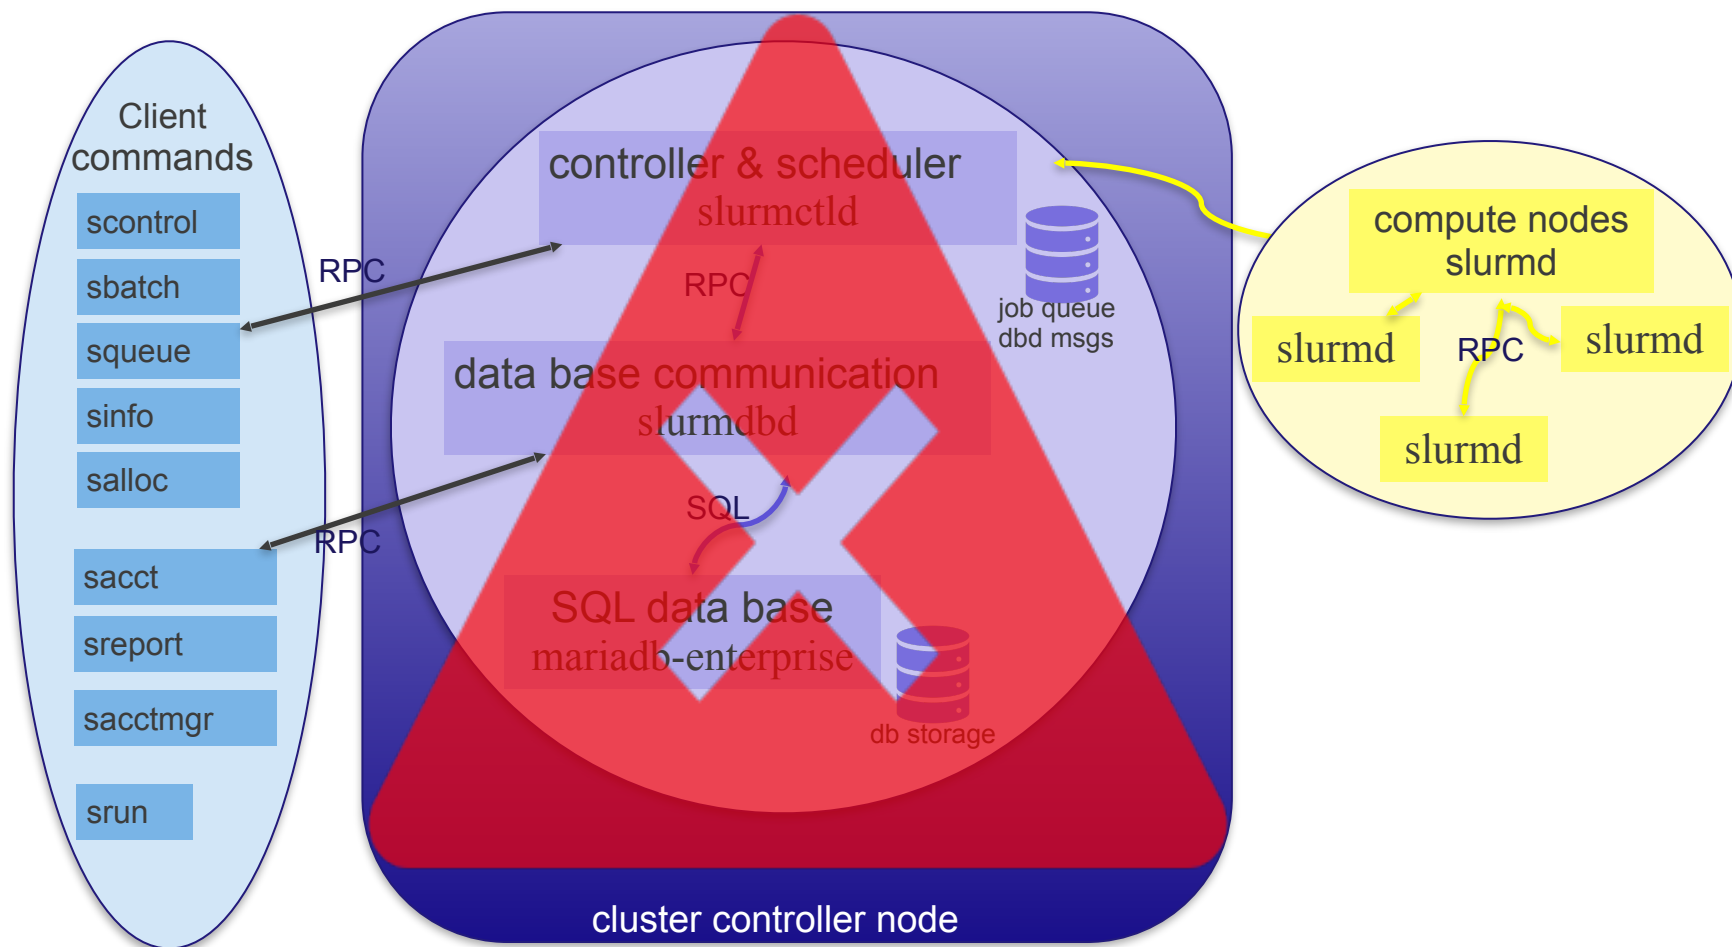 Client
commands
scontrol
sbatch
squeue
sinfo
salloc
sacct
sreport
sacctmgr
srun
RPC
RPC
controller & scheduler
slurmctld
RPC
job queue
dbd msgs
data base communication
slurmdbd
SQL
SQL data base
mariadb-enterprise
db storage
cluster controller node
compute nodes
slurmd
slurmd
RPC
slurmd
slurmd